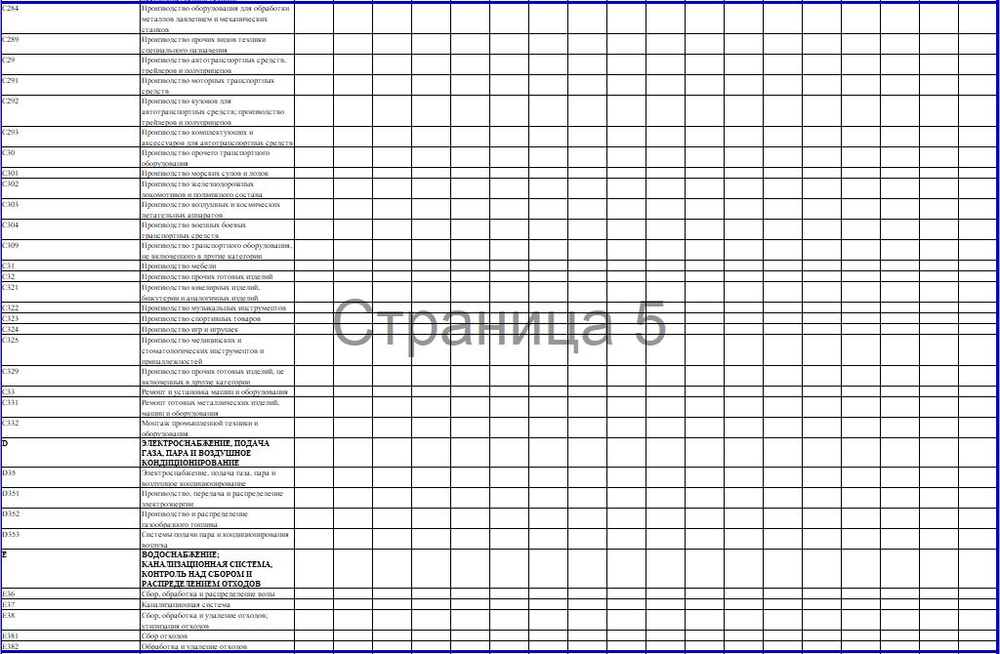 C284 Производство оборудования для обработки
металлов давлением и механических
станков
C289 Производство прочих видов техники
специального назначения
C29 Производство автотранспортных средств,
трейлеров и полуприцепов
C291 Производство моторных транспортных
средств
C292 Производство кузовов для
автотранспортных средств; производство
трейлеров и полуприцепов
C293 Производство комплектующих и
аксессуаров для автотранспортных средств
C30 Производство прочего транспортного
оборудования
C301 Производство морских судов и лодок
C302 Производство железнодорожных
локомотивов и подвижного состава
C303 Производство воздушных и космических
летательных аппаратов
C304 Производство военных боевых
транспортных средств
C309 Производство транспортного оборудования,
не включенного в другие категории
C31 Производство мебели
C32 Производство прочих готовых изделий
C321 Производство ювелирных изделий,
бижутерии и аналогичных изделий
C322 Производство музыкальных инструментов
C323 Производство спортивных товаров
C324 Производство игр и игрушек
C325 Производство медицинских и
стоматологических инструментов и
принадлежностей
Страница 5
C329 Производство прочих готовых изделий, не
включенных в другие категории
C33 Ремонт и установка машин и оборудования
C331 Ремонт готовых металлических изделий,
машин и оборудования
C332 Монтаж промышленной техники и
оборудования
D ЭЛЕКТРОСНАБЖЕНИЕ, ПОДАЧА
ГАЗА, ПАРА И ВОЗДУШНОЕ
КОНДИЦИОНИРОВАНИЕ
D35 Электроснабжение, подача газа, пара и
воздушное кондиционирование
D351 Производство, передача и распределение
электроэнергии
D352 Производство и распределение
газообразного топлива
D353 Системы подачи пара и кондиционирования
воздуха
E ВОДОСНАБЖЕНИЕ;
КАНАЛИЗАЦИОННАЯ СИСТЕМА,
КОНТРОЛЬ НАД СБОРОМ И
РАСПРЕДЕЛЕНИЕМ ОТХОДОВ
E36 Сбор, обработка и распределение воды
E37 Канализационная система
E38 Сбор, обработка и удаление отходов;
утилизация отходов
E381 Сбор отходов
E382 Обработка и удаление отходов